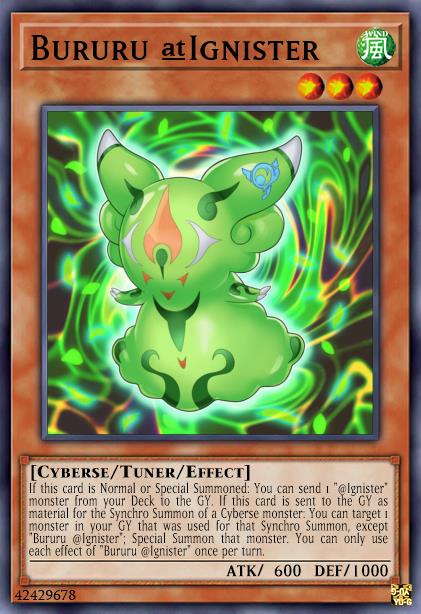 Bururu @Ignister
WIND
風
[Cyberse/Tuner/Effect]
If this card is Normal or Special Summoned: You can send 1 "@Ignister"
monster from your Deck to the GY. If this card is sent to the GY as
material for the Synchro Summon of a Cyberse monster: You can target 1
monster in your GY that was used for that Synchro Summon, except
"Bururu @Ignister"; Special Summon that monster. You can only use
each effect of "Bururu @Ignister" once per turn.
ATK/ 600 DEF/1000
42429678